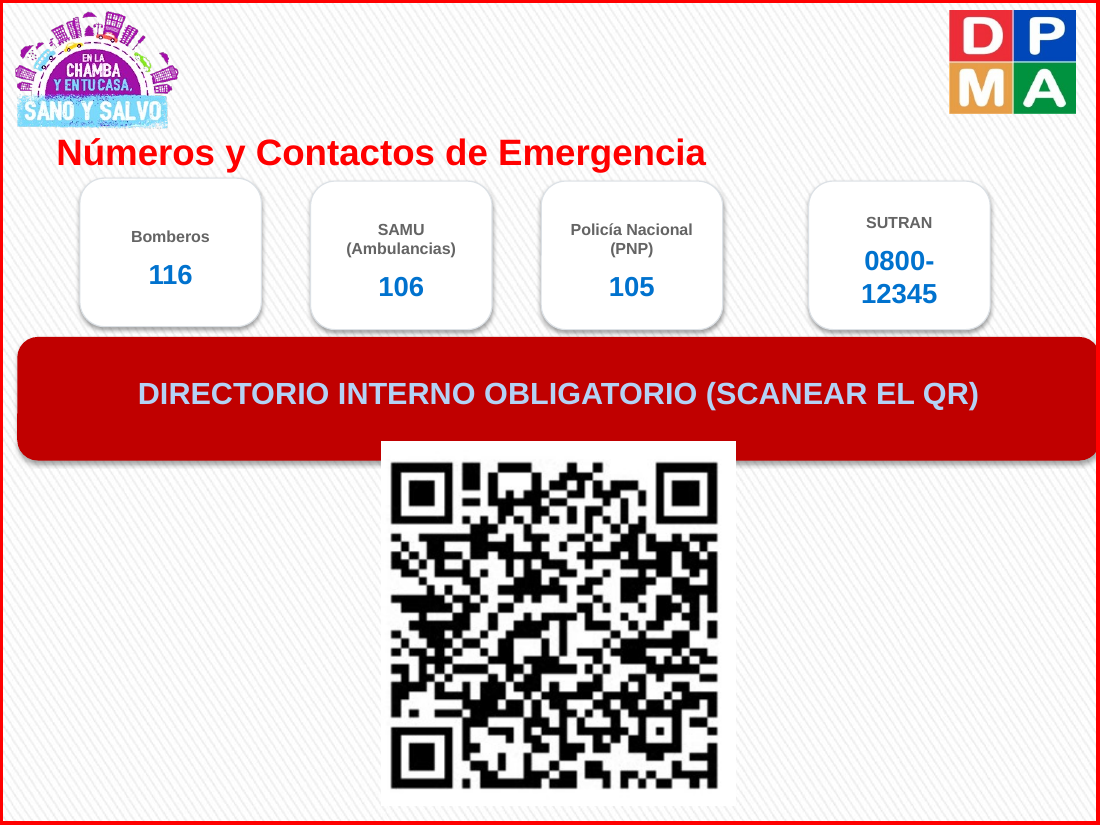 EN LA
CHAMBA
Y EN TU CASA,
SANO Y SALVO
D P
M A
Números y Contactos de Emergencia
Bomberos
116
SAMU
(Ambulancias)
106
Policía Nacional
(PNP)
105
SUTRAN
0800-
12345
DIRECTORIO INTERNO OBLIGATORIO (SCANEAR EL QR)